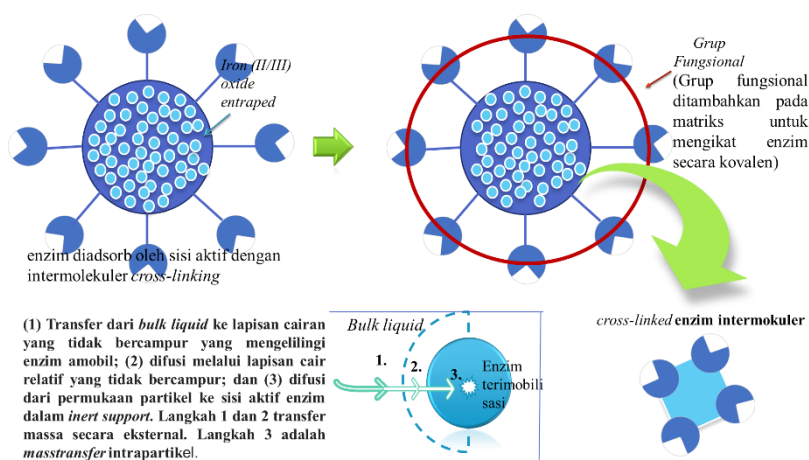 Iron (II/III)
oxide
entraped
enzim diadsorb oleh sisi aktif dengan
intermolekuler cross-linking
Grup
Fungsional
(Grup fungsional
ditambahkan pada
matriks untuk
mengikat enzim
secara kovalen)
cross-linked enzim intermokuler
(1) Transfer dari bulk liquid ke lapisan cairan
yang tidak bercampur yang mengelilingi
enzim amobil; (2) difusi melalui lapisan cair
relatif yang tidak bercampur; dan (3) difusi
dari permukaan partikel ke sisi aktif enzim
dalam inert support. Langkah 1 dan 2 transfer
massa secara eksternal. Langkah 3 adalah
masstransfer intrapartikel.
Bulk liquid
1.
2.
3.
Enzim
terimobili
sasi